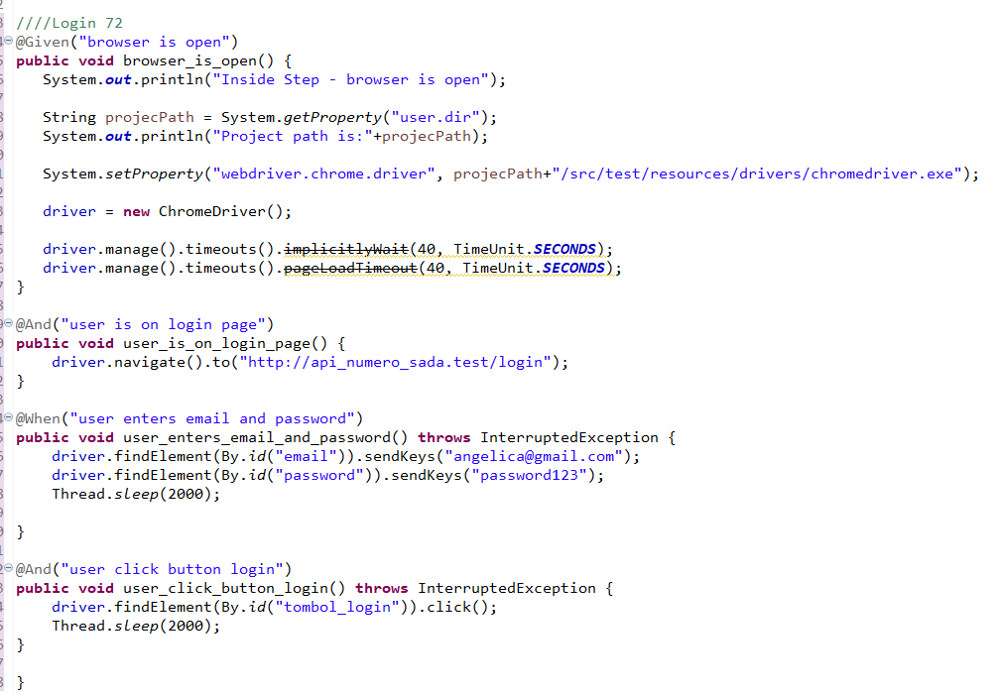 ////Login 72
@Given("browser is open")
public void browser_is_open() {
System.out.println("Inside Step - browser is open");
String projecPath = System.getProperty("user.dir");
System.out.println("Project path is:"+projecPath);
System.setProperty("webdriver.chrome.driver", projecPath+"/src/test/resources/drivers/chromedriver.exe");
driver = new ChromeDriver();
driver.manage().timeouts().implicitlyWait(40, TimeUnit.SECONDS);
driver.manage().timeouts().pageLoadTimeout(40, TimeUnit.SECONDS);
}
@And("user is on login page")
public void user_is_on_login_page() {
driver.navigate().to("http://api_numero_sada.test/login");
}
@When("user enters email and password")
public void user_enters_email_and_password() throws InterruptedException {
driver.findElement(By.id("email")).sendKeys("angelica@gmail.com");
driver.findElement(By.id("password")).sendKeys("password123");
Thread.sleep(2000);
}
@And("user click button login")
public void user_click_button_login() throws InterruptedException {
driver.findElement(By.id("tombol_login")).click();
Thread.sleep(2000);
}
}